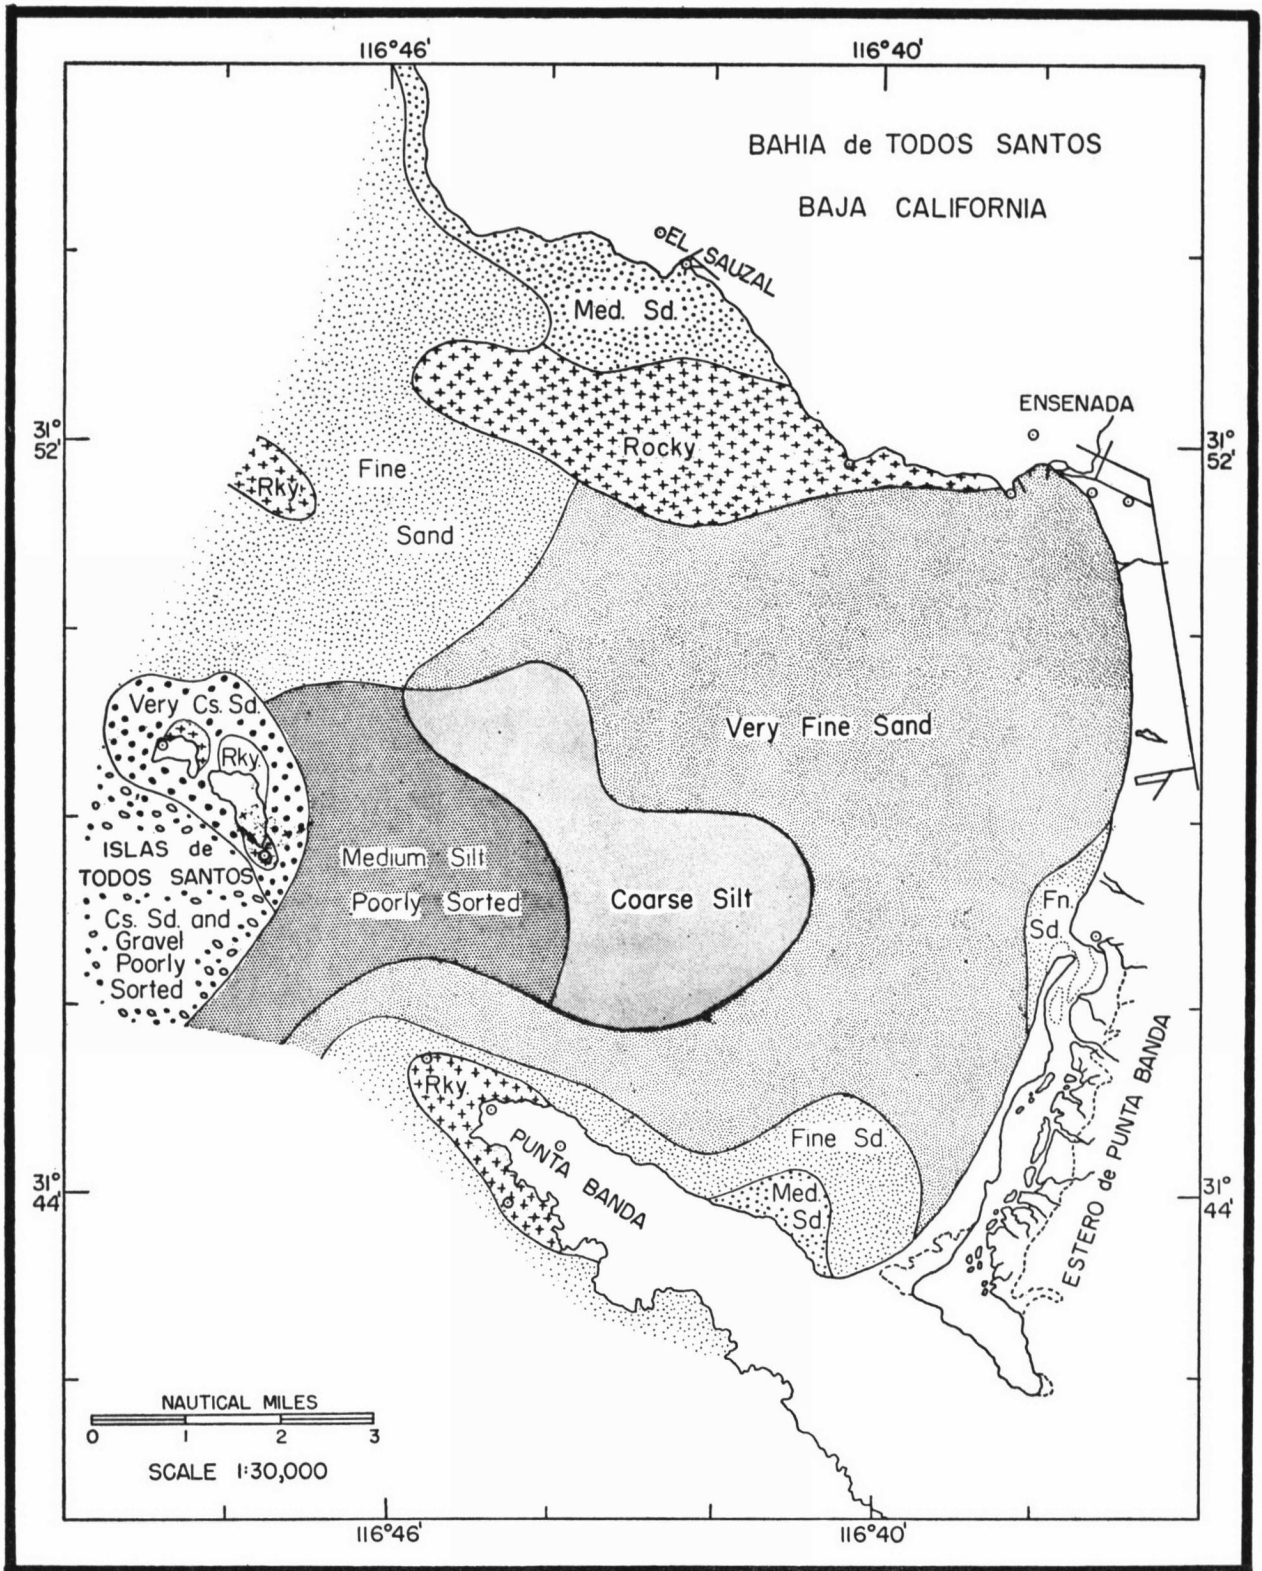 116°46'
116°40'
BAHIA de TODOS SANTOS
BAJA CALIFORNIA
EL SAUZAL
Med. Sd.
ENSENADA
31°
52'
31°
52'
Rocky
Fine
Rky.
Sand
Very Cs. Sd.
Very Fine Sand
Rky.
ISLAS de
TODOS SANTOS
Medium Silt
Poorly Sorted
Coarse Silt
Fn.
Sd.
Cs. Sd. and
Gravel
Poorly
Sorted
Rky.
PUNTA BANDA
Fine Sd.
Med.
Sd.
ESTERO de PUNTA BANDA
31°
44'
31°
44'
NAUTICAL MILES
0 1 2 3
SCALE 1:30,000
116°46'
116°40'